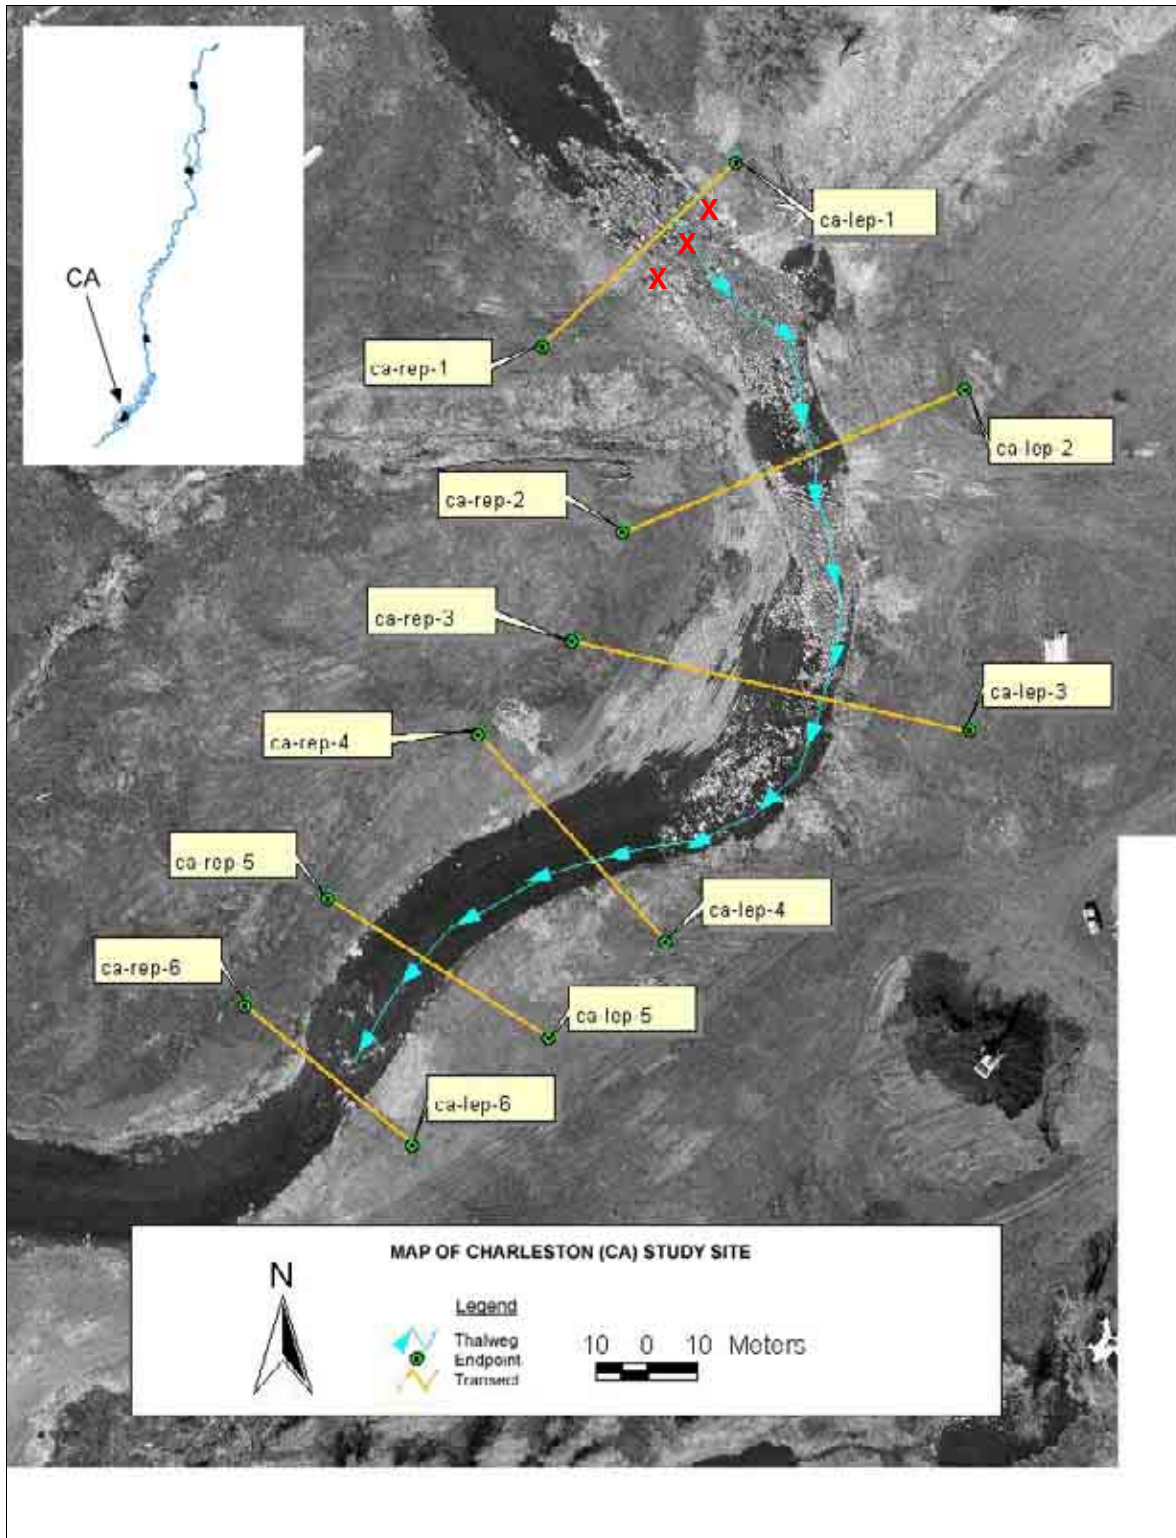 CA
X
X
X
ca-lep-1
ca-rep-1
ca-lep-2
ca-rep-2
ca-rep-3
ca-lep-3
ca-rep-4
ca-rep-5
ca-lep-4
ca-rep-6
ca-lep-5
ca-lep-6
MAP OF CHARLESTON (CA) STUDY SITE
N
Legend
Thalweg
Endpoint
Transect
10 0 10 Meters